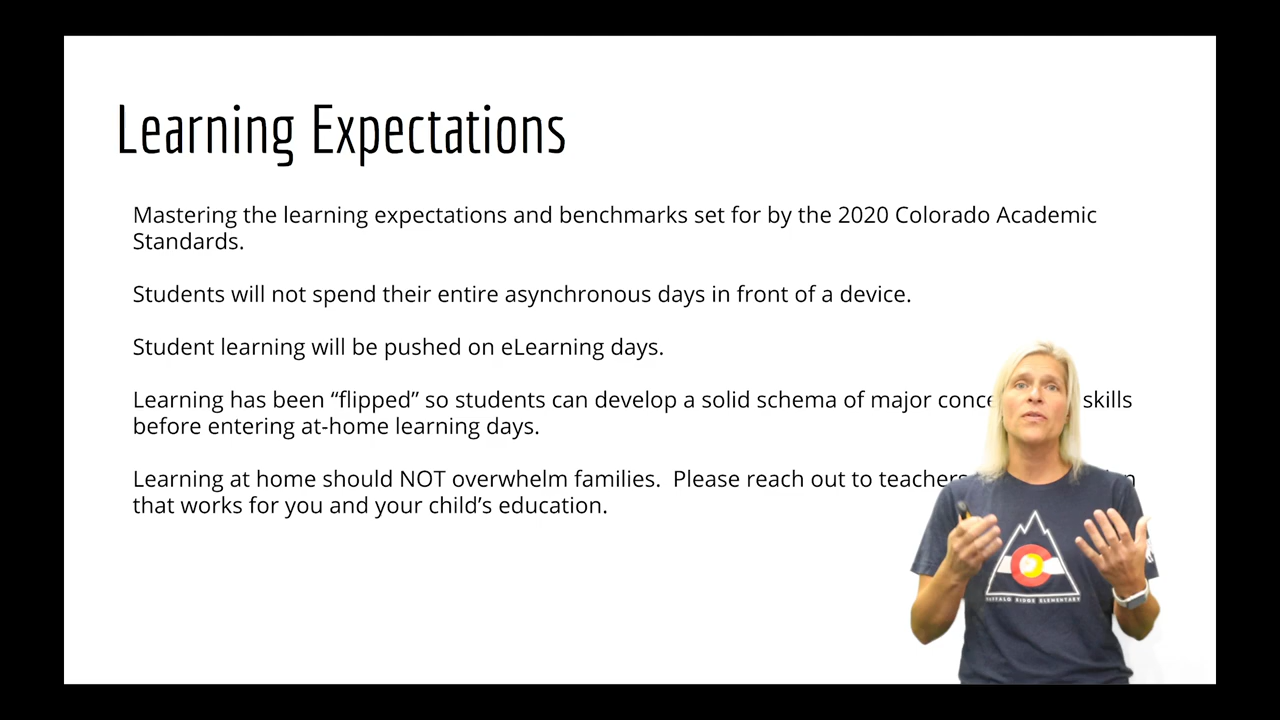 Learning Expectations
Mastering the learning expectations and benchmarks set for by the 2020 Colorado Academic
Standards.
Students will not spend their entire asynchronous days in front of a device.
Student learning will be pushed on eLearning days.
Learning has been “flipped” so students can develop a solid schema of major skills
before entering at-home learning days.
Learning at home should NOT overwhelm families. Please reach out to
that works for you and your child’s education.
RIDGE ELEMENTARY